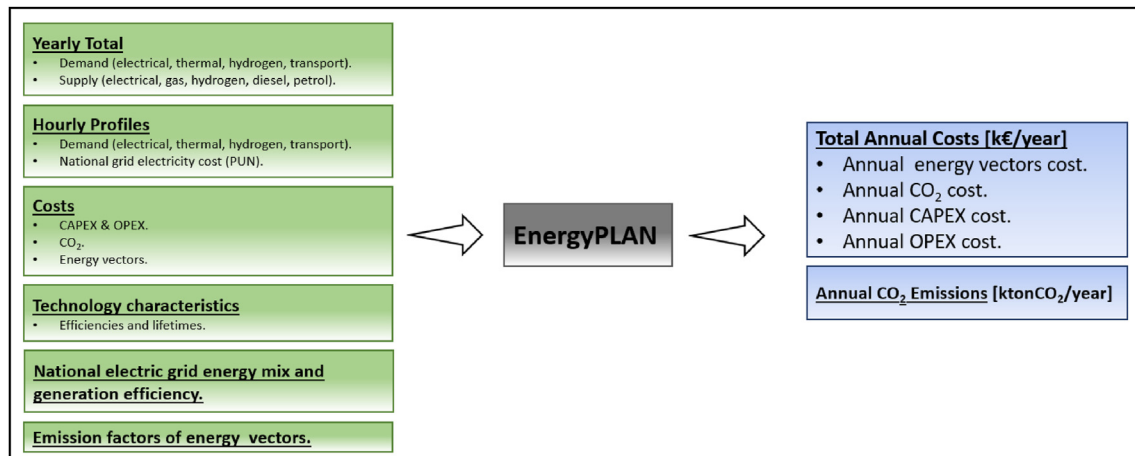 Yearly Total
• Demand (electrical, thermal, hydrogen, transport).
• Supply (electrical, gas, hydrogen, diesel, petrol).
Hourly Profiles
• Demand (electrical, thermal, hydrogen, transport).
• National grid electricity cost (PUN).
Costs
• CAPEX & OPEX.
• CO₂.
• Energy vectors.
Technology characteristics
• Efficiencies and lifetimes.
National electric grid energy mix and
generation efficiency.
Emission factors of energy vectors.
EnergyPLAN
Total Annual Costs [k€/year]
• Annual energy vectors cost.
• Annual CO₂ cost.
• Annual CAPEX cost.
• Annual OPEX cost.
Annual CO₂ Emissions [ktonCO₂/year]